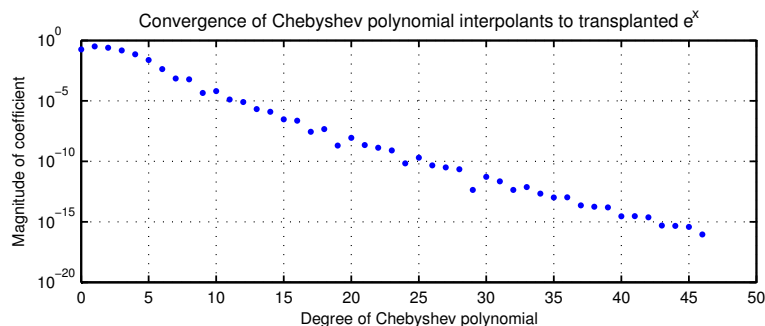 Convergence of Chebyshev polynomial interpolants to transplanted e^x
10^0
10^−5
10^−10
10^−15
10^−20
Magnitude of coefficient
0 5 10 15 20 25 30 35 40 45 50
Degree of Chebyshev polynomial